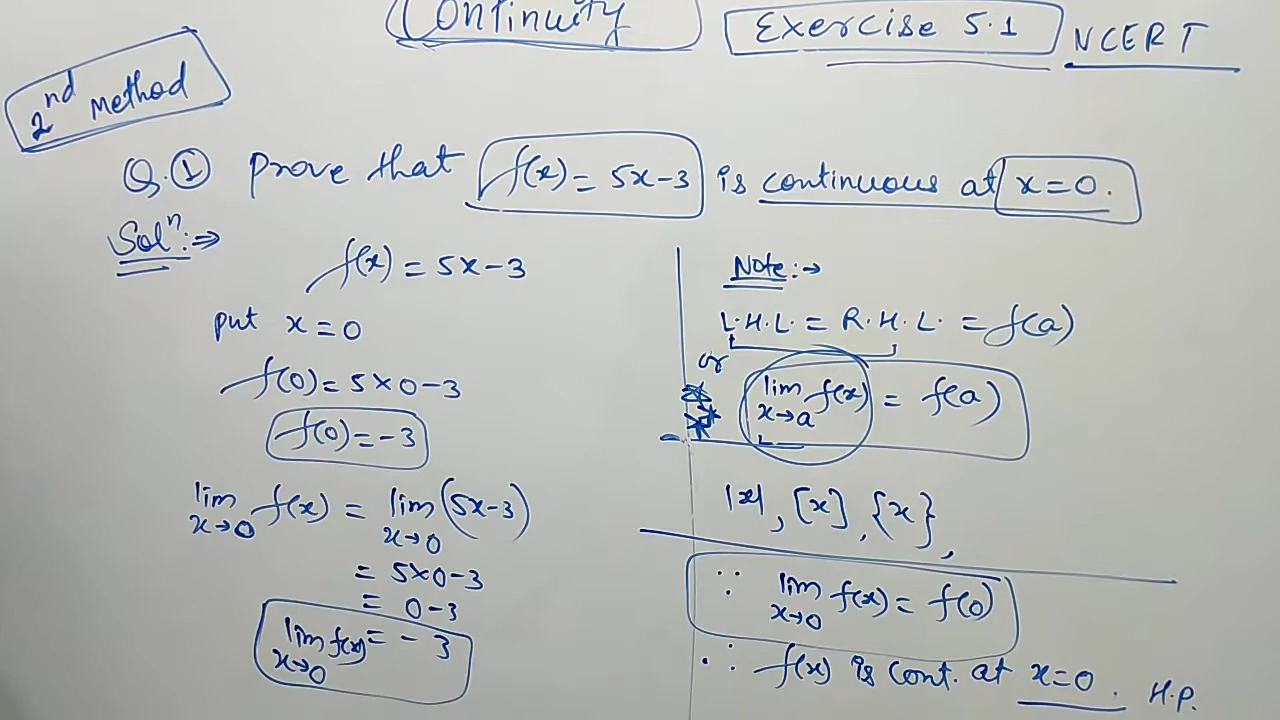 Continuity Exercise 5.1 NCERT
2nd Method
Q.① prove that f(x) = 5x-3 is continuous at x=0.
Solⁿ:⇒
f(x) = 5x-3
put x=0
f(0) = 5×0-3
f(0) = -3
lim x→0 f(x) = lim x→0 (5x-3)
= 5×0-3
= 0-3
lim x→0 f(x) = -3
Note:→
L.H.L. = R.H.L. = f(a)
or
lim x→a f(x) = f(a)
|x|, [x], {x},
∵ lim x→0 f(x) = f(0)
∴ f(x) is cont. at x=0. H.P.